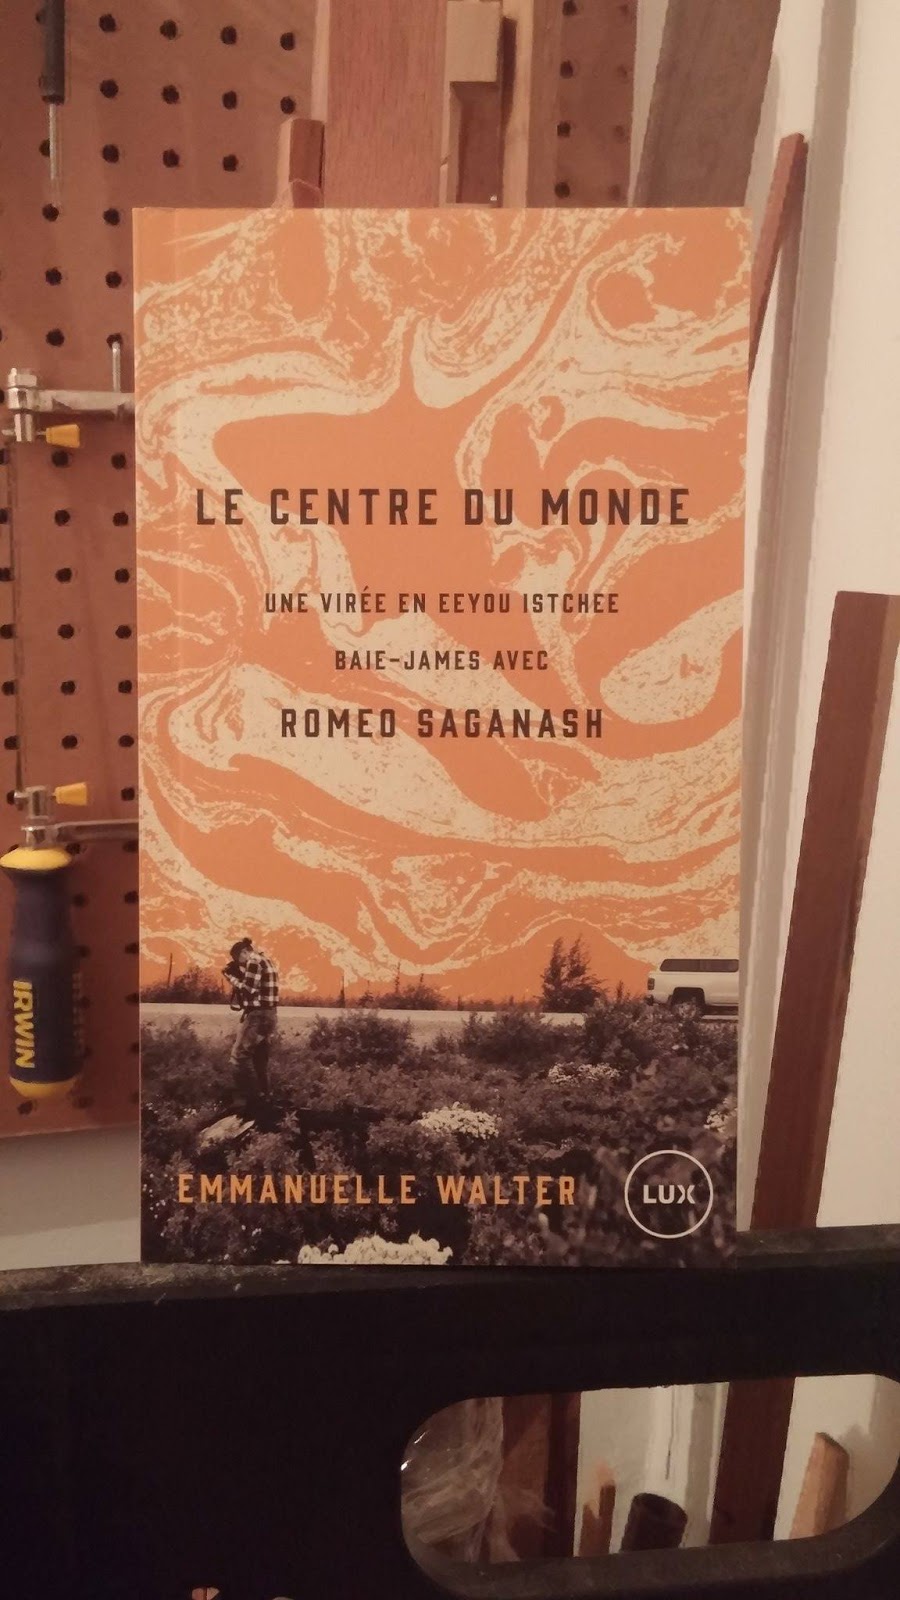 LE CENTRE DU MONDE
UNE VIRÉE EN EEYOU ISTCHEE
BAIE-JAMES AVEC
ROMEO SAGANASH
EMMANUELLE WALTER
LUX
IRWIN